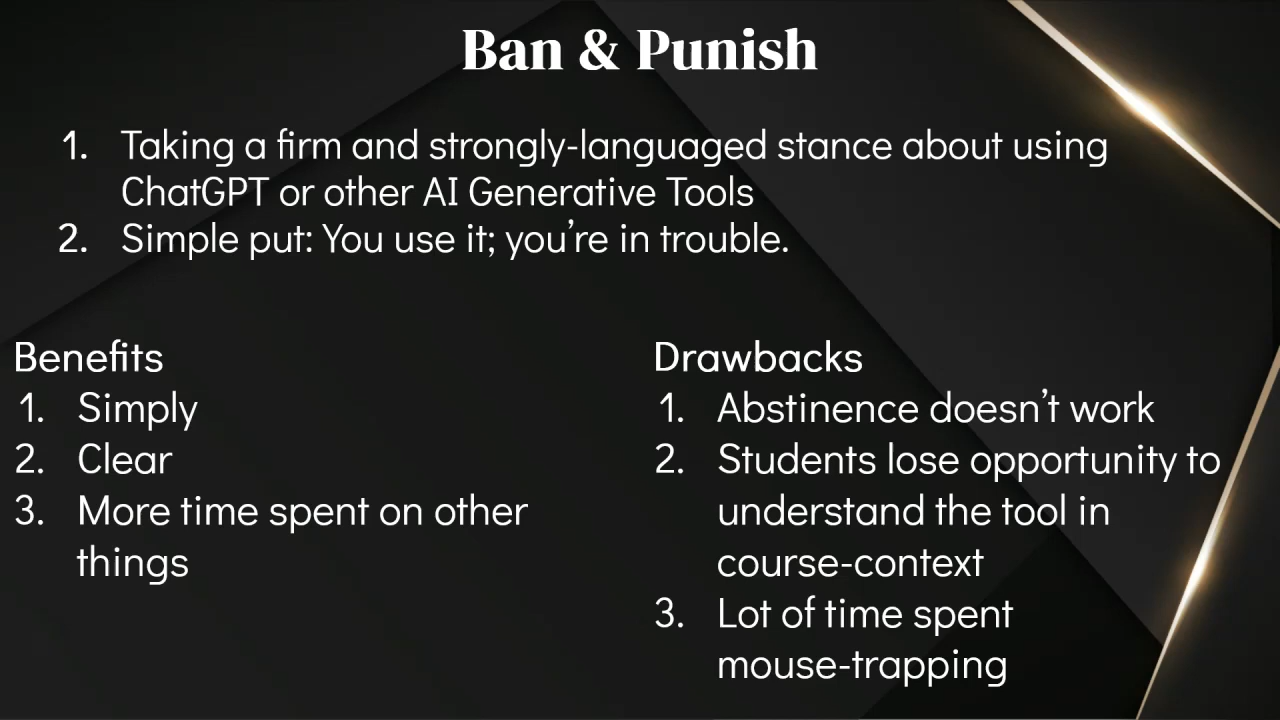 Ban & Punish
1. Taking a firm and strongly-languaged stance about using
ChatGPT or other AI Generative Tools
2. Simple put: You use it; you’re in trouble.
Benefits
1. Simply
2. Clear
3. More time spent on other
things
Drawbacks
1. Abstinence doesn’t work
2. Students lose opportunity to
understand the tool in
course-context
3. Lot of time spent
mouse-trapping